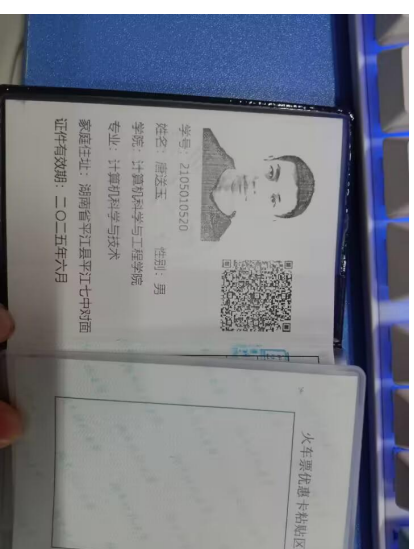 学号：2105010520
姓名：唐送玉 性别：男
学院：计算机科学与工程学院
专业：计算机科学与技术
家庭住址：湖南省平江县平江七中对面
证件有效期：二〇二五年六月
火车票优惠卡粘贴区